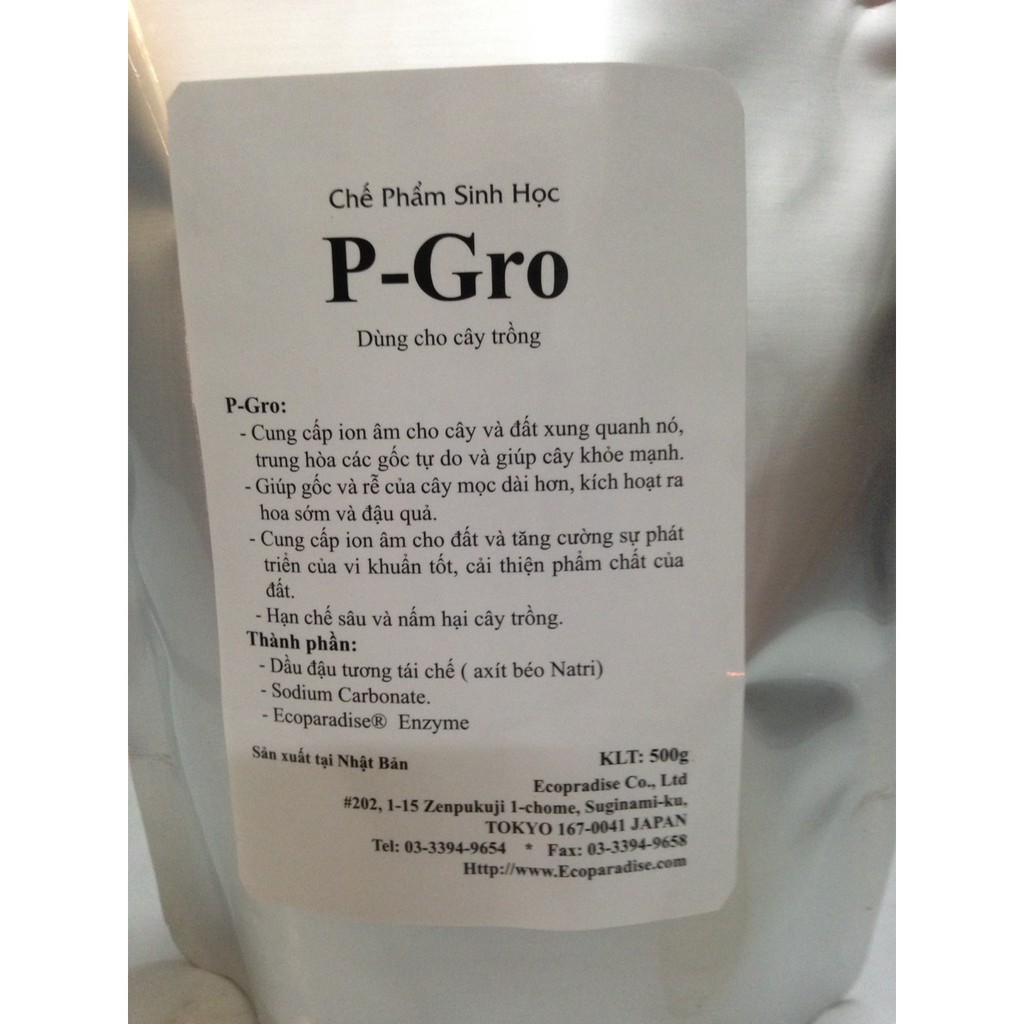 Chế Phẩm Sinh Học
P-Gro
Dùng cho cây trồng
P-Gro:
- Cung cấp ion âm cho cây và đất xung quanh nó,
trung hòa các gốc tự do và giúp cây khỏe mạnh.
- Giúp gốc và rễ của cây mọc dài hơn, kích hoạt ra
hoa sớm và đậu quả.
- Cung cấp ion âm cho đất và tăng cường sự phát
triển của vi khuẩn tốt, cải thiện phẩm chất của
đất.
- Hạn chế sâu và nấm hại cây trồng.
Thành phần:
- Dầu đậu tương tái chế ( axít béo Natri)
- Sodium Carbonate.
- Ecoparadise® Enzyme
Sản xuất tại Nhật Bản
KLT: 500g
Ecopradise Co., Ltd
#202, 1-15 Zenpukuji 1-chome, Suginami-ku,
TOKYO 167-0041 JAPAN
Tel: 03-3394-9654 * Fax: 03-3394-9658
Http://www.Ecoparadise.com